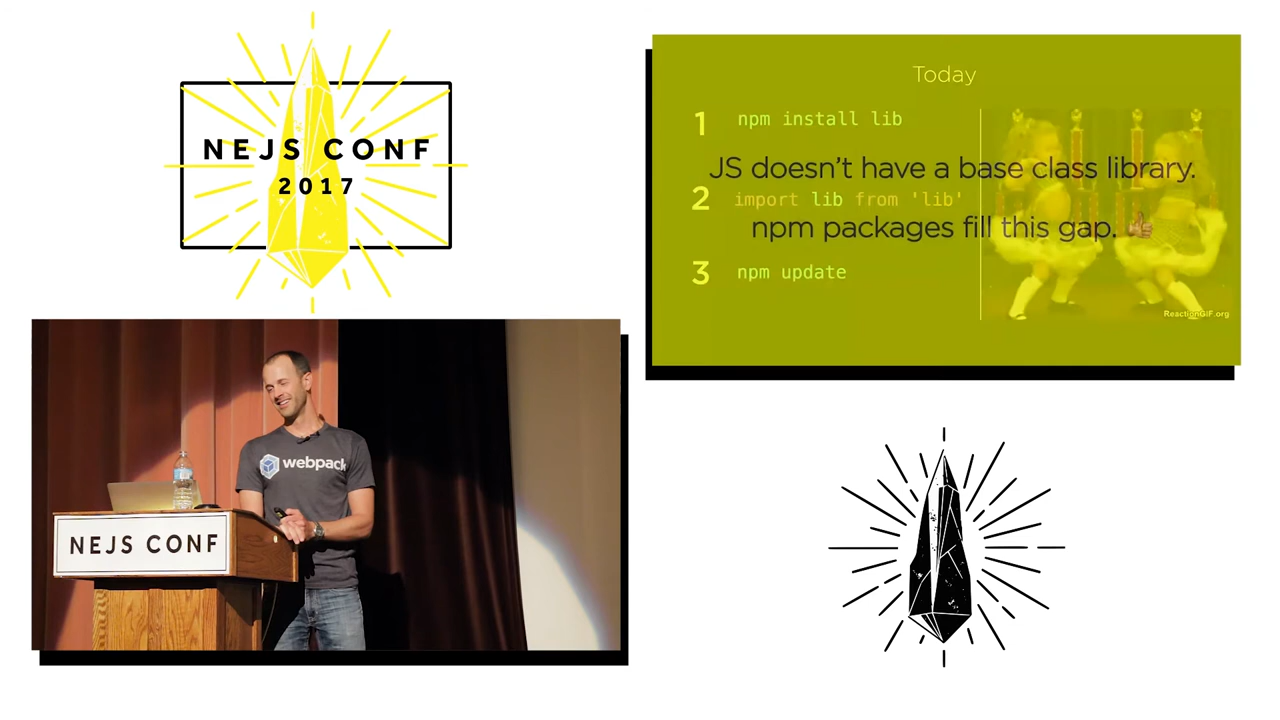 NEJS CONF
2017
Today
1 npm install lib
JS doesn't have a base class library.
2 import lib from 'lib'
npm packages fill this gap. 👍
3 npm update
ReactionGIF.org
webpack
NEJS CONF